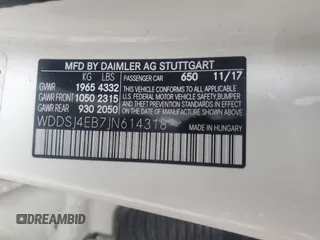 MFD BY DAIMLER AG STUTTGART
KG LBS PASSENGER CAR 650 11/17
GVWR 1965 4332
GAWR FRONT 1050 2315
GAWR REAR 930 2050
THIS VEHICLE CONFORMS TO ALL APPLICABLE
FEDERAL MOTOR VEHICLE SAFETY, BUMPER,
AND THEFT PREVENTION STANDARDS IN EFFECT
ON THE DATE OF MANUFACTURE SHOWN ABOVE
WDDSJ4EB7JN614318
MADE IN HUNGARY
DREAMBID